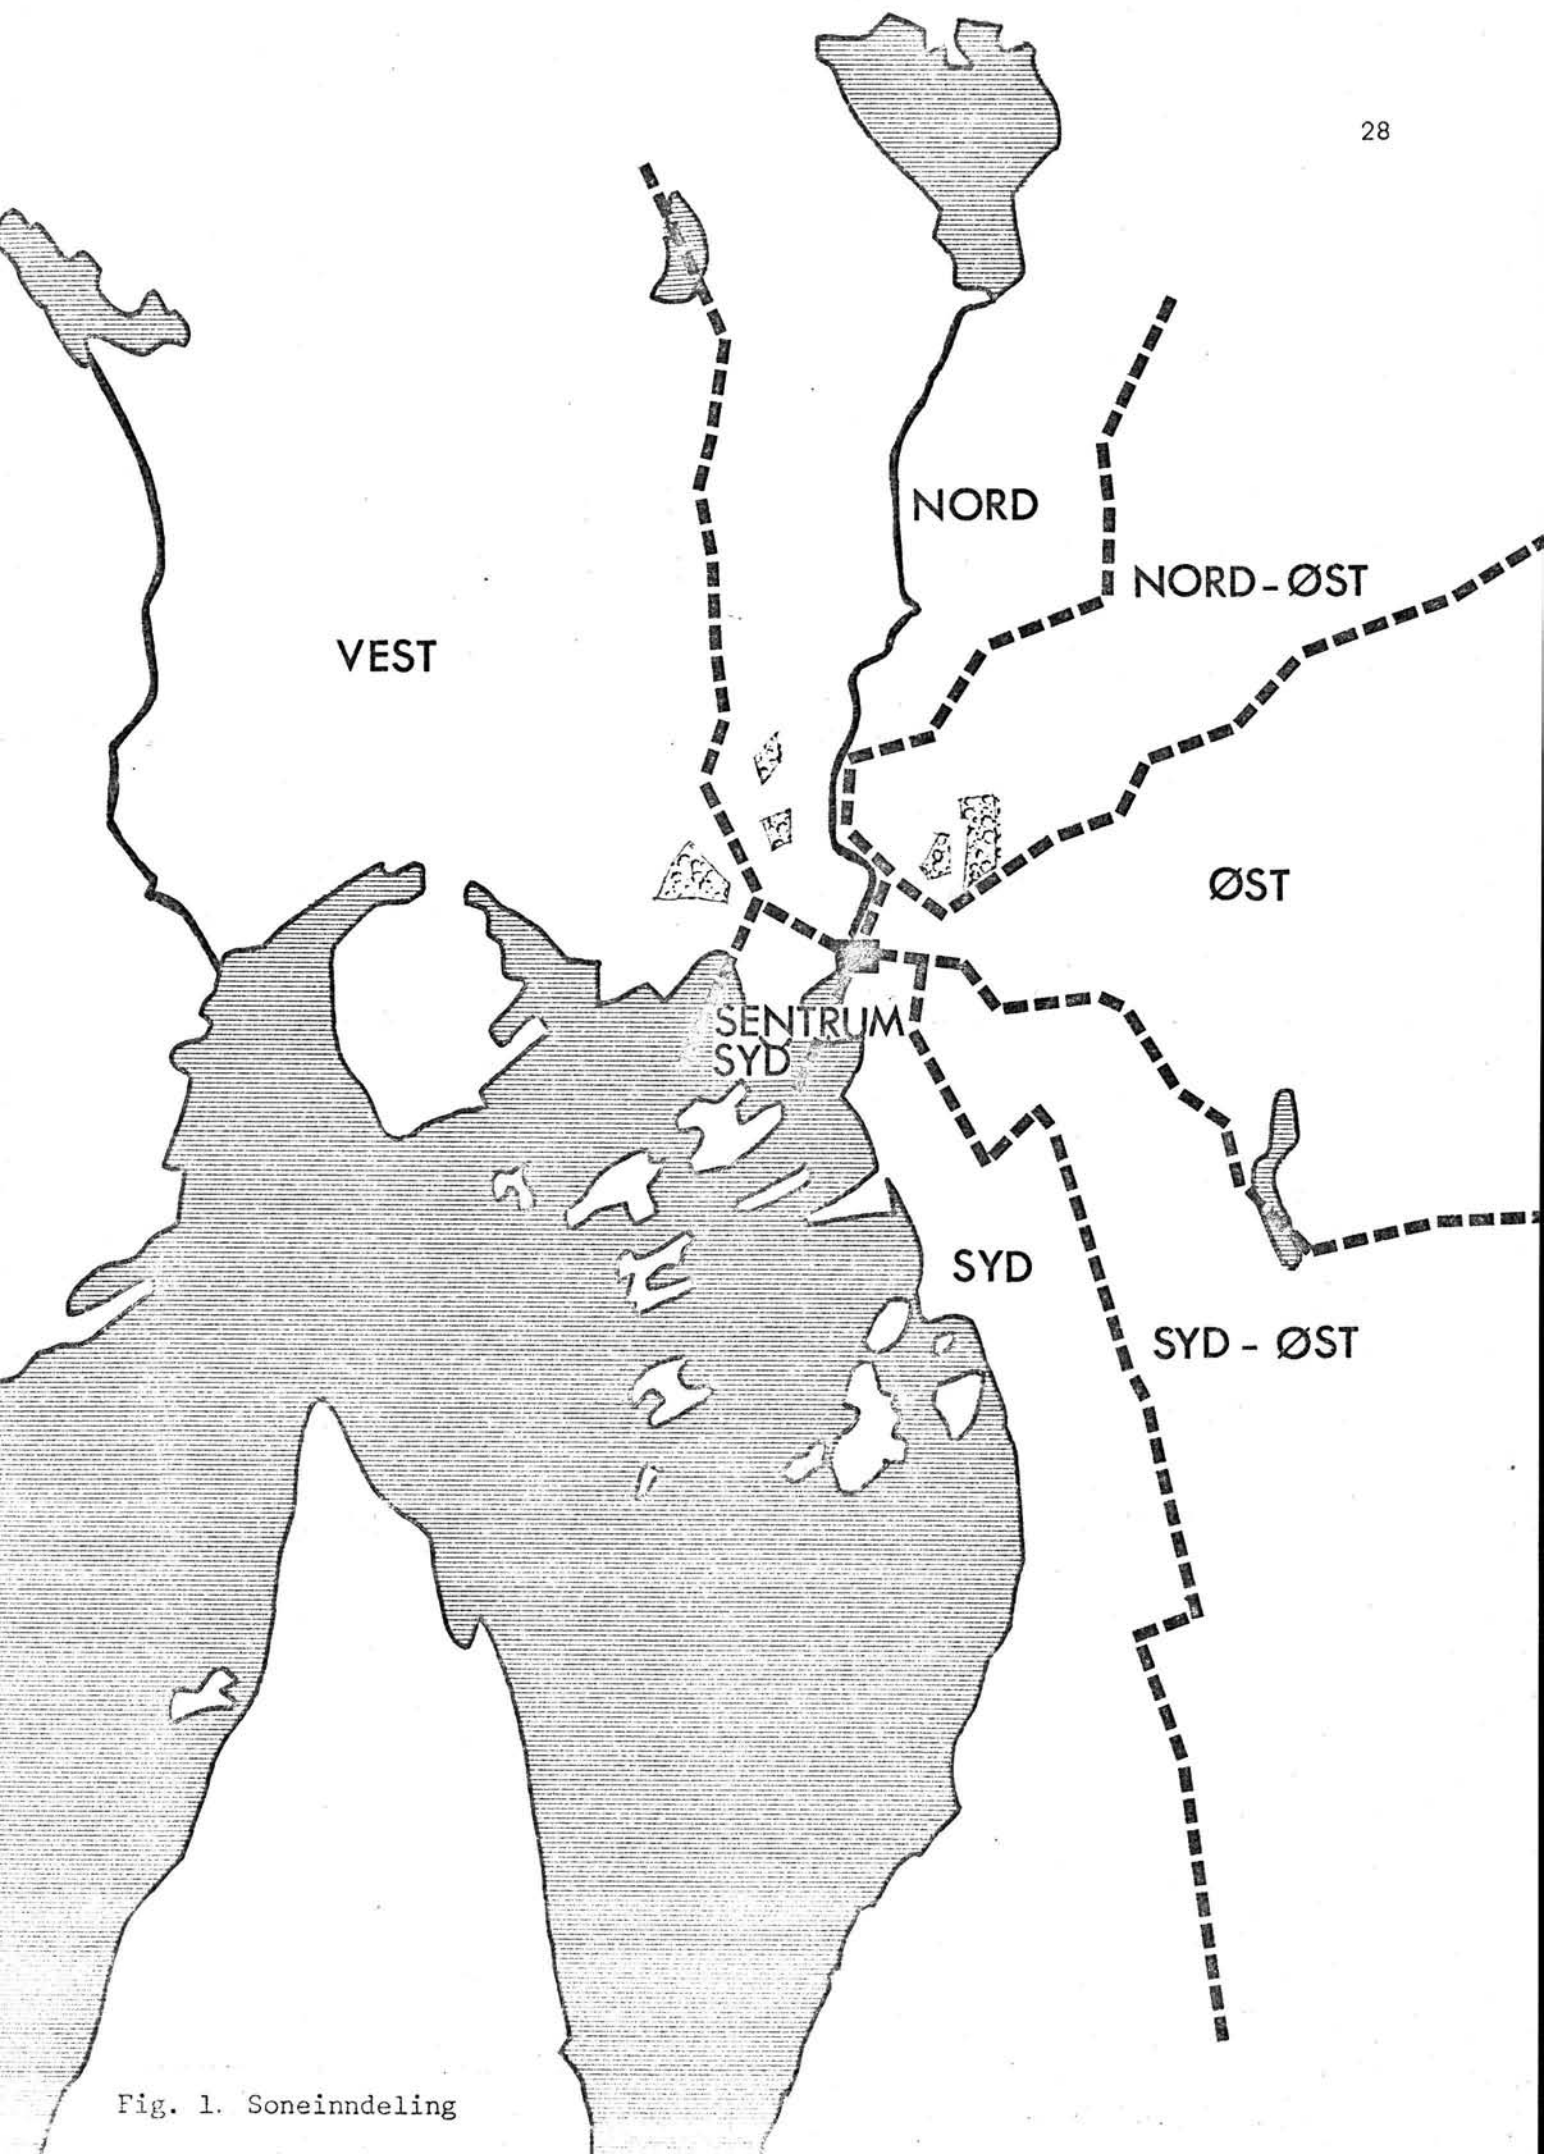 28
NORD
NORD-ØST
VEST
ØST
SENTRUM
SYD
SYD
SYD - ØST
Fig. 1. Soneinndeling